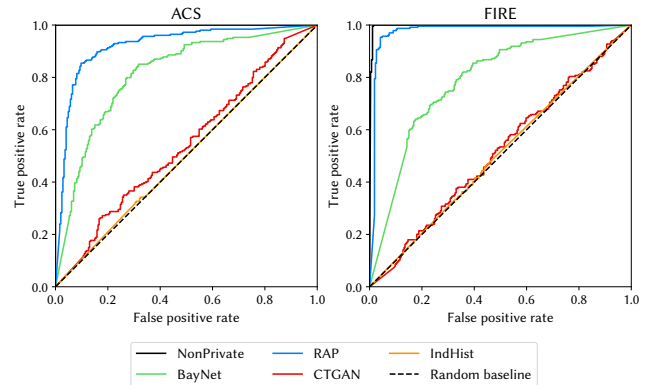 ACS
FIRE
1.0
0.8
0.6
0.4
0.2
0.0
True positive rate
0.0 0.2 0.4 0.6 0.8 1.0
False positive rate
1.0
0.8
0.6
0.4
0.2
0.0
True positive rate
0.0 0.2 0.4 0.6 0.8 1.0
False positive rate
NonPrivate RAP IndHist
BayNet CTGAN Random baseline